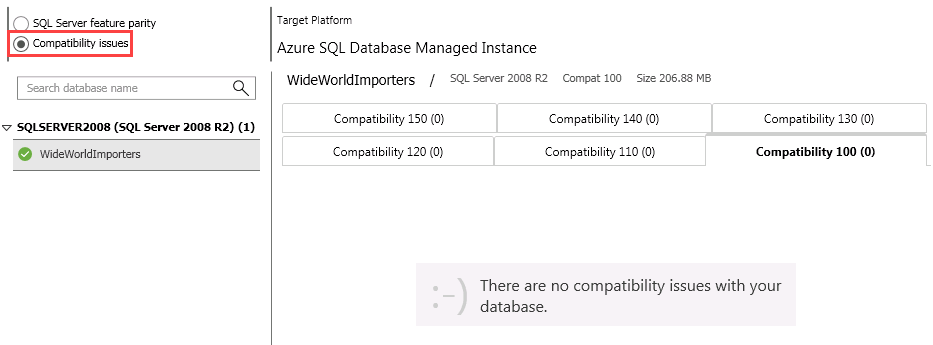 SQL Server feature parity
Compatibility issues
Search database name
SQLSERVER2008 (SQL Server 2008 R2) (1)
WideWorldImporters
Target Platform
Azure SQL Database Managed Instance
WideWorldImporters / SQL Server 2008 R2 Compat 100 Size 206.88 MB
Compatibility 150 (0) Compatibility 140 (0) Compatibility 130 (0)
Compatibility 120 (0) Compatibility 110 (0) Compatibility 100 (0)
:-) There are no compatibility issues with your
database.